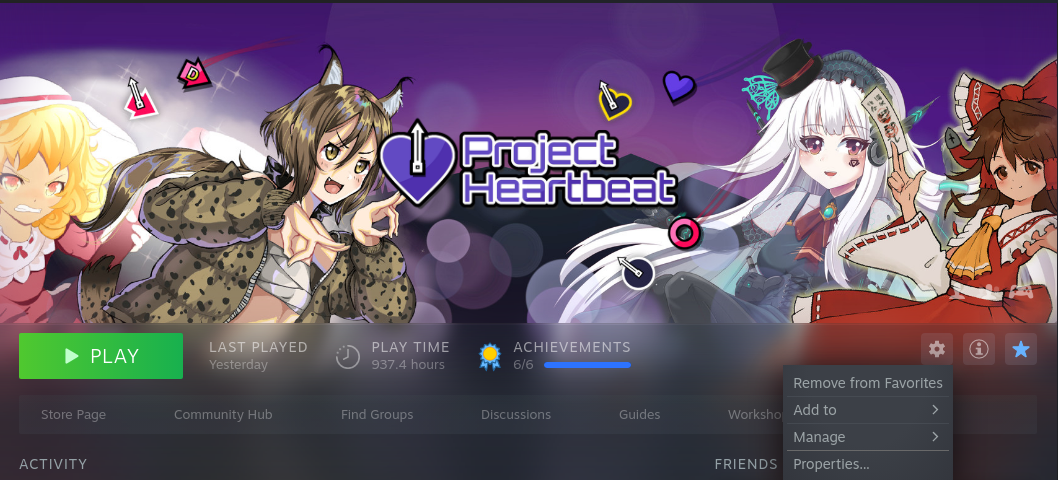 D
Project
Heartbeat
PLAY
LAST PLAYED
Yesterday
PLAY TIME
937.4 hours
ACHIEVEMENTS
6/6
Remove from Favorites
Add to
Manage
Properties...
Store Page
Community Hub
Find Groups
Discussions
Guides
Worksho
ACTIVITY
FRIENDS